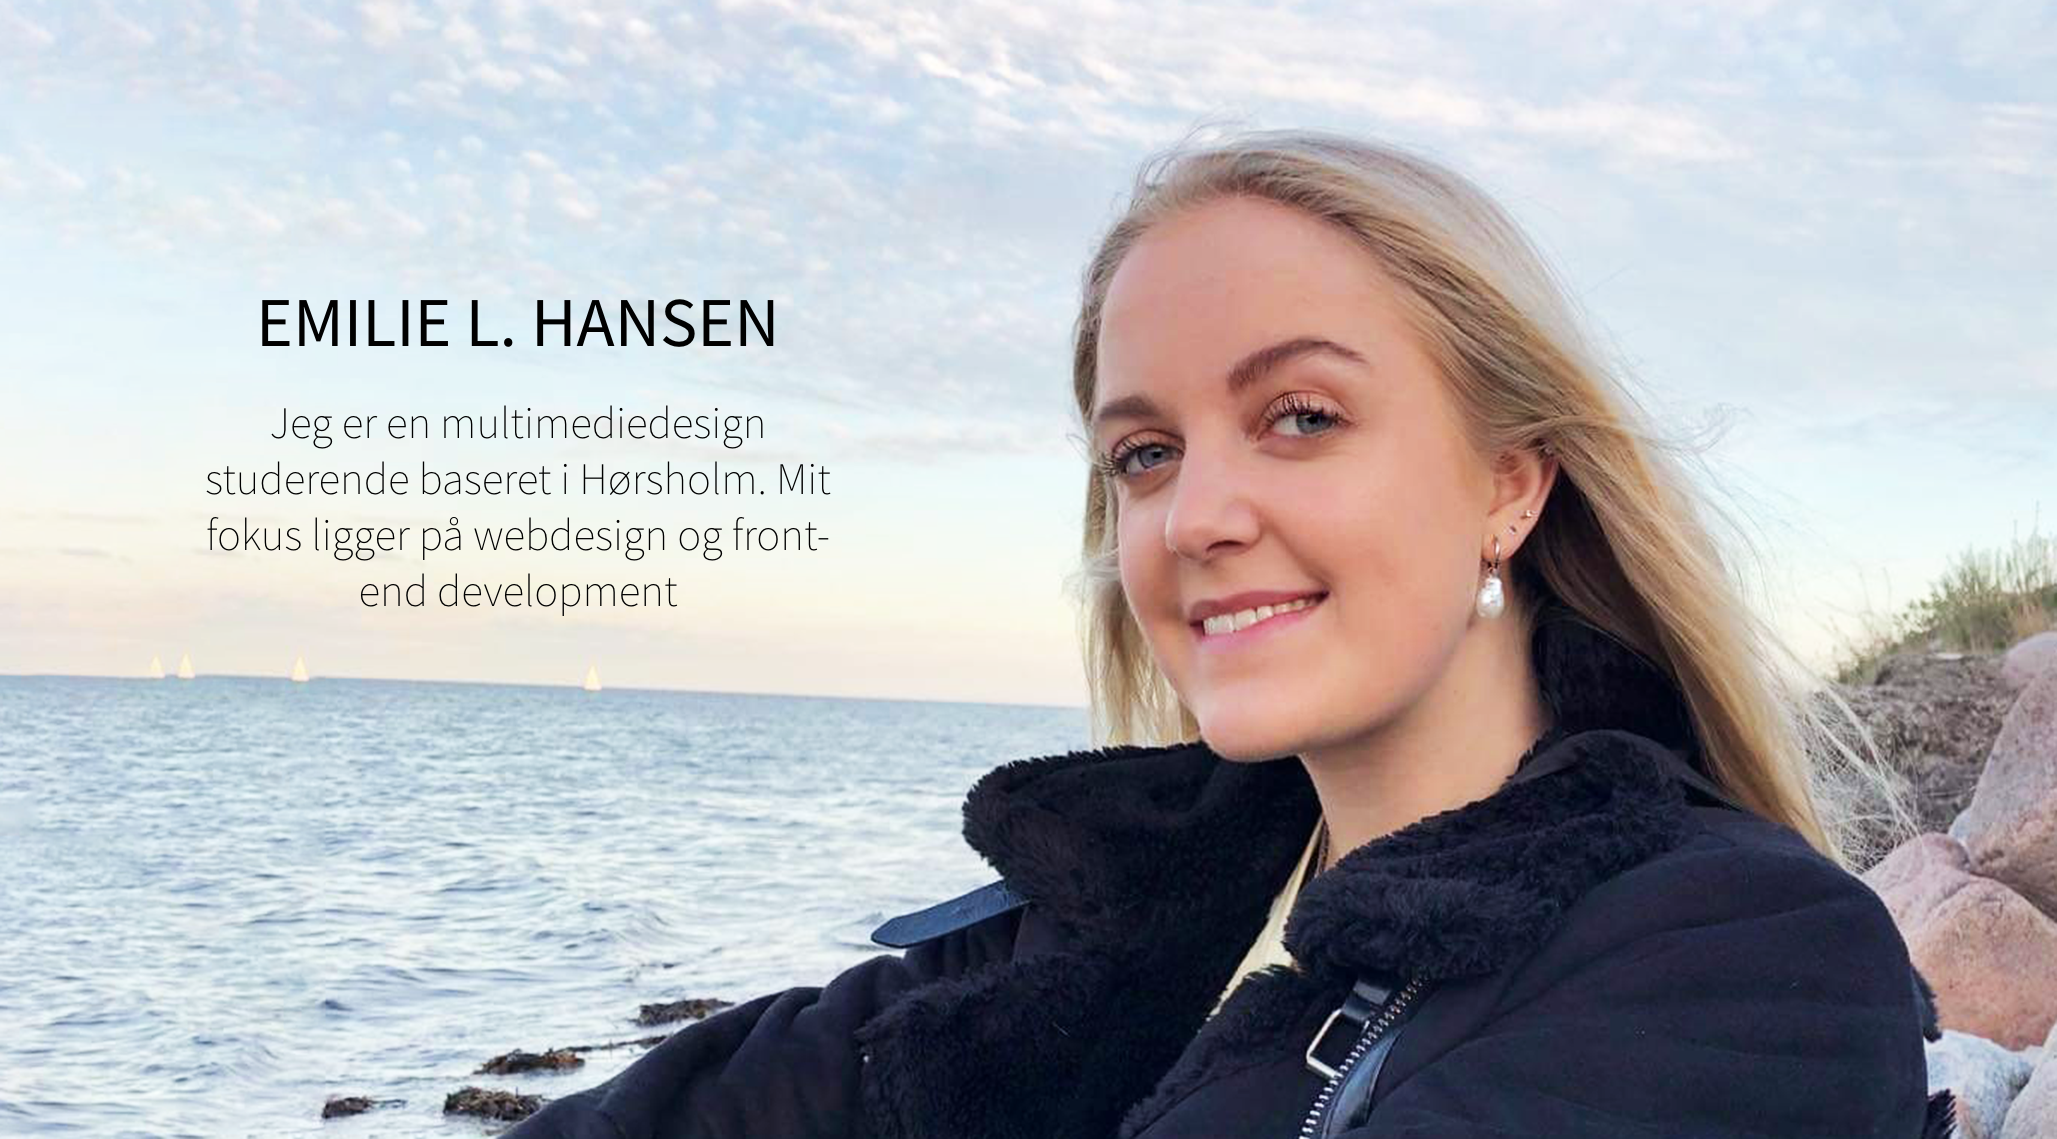 EMILIE L. HANSEN
Jeg er en multimediedesign
studerende baseret i Hørsholm. Mit
fokus ligger på webdesign og front-
end development